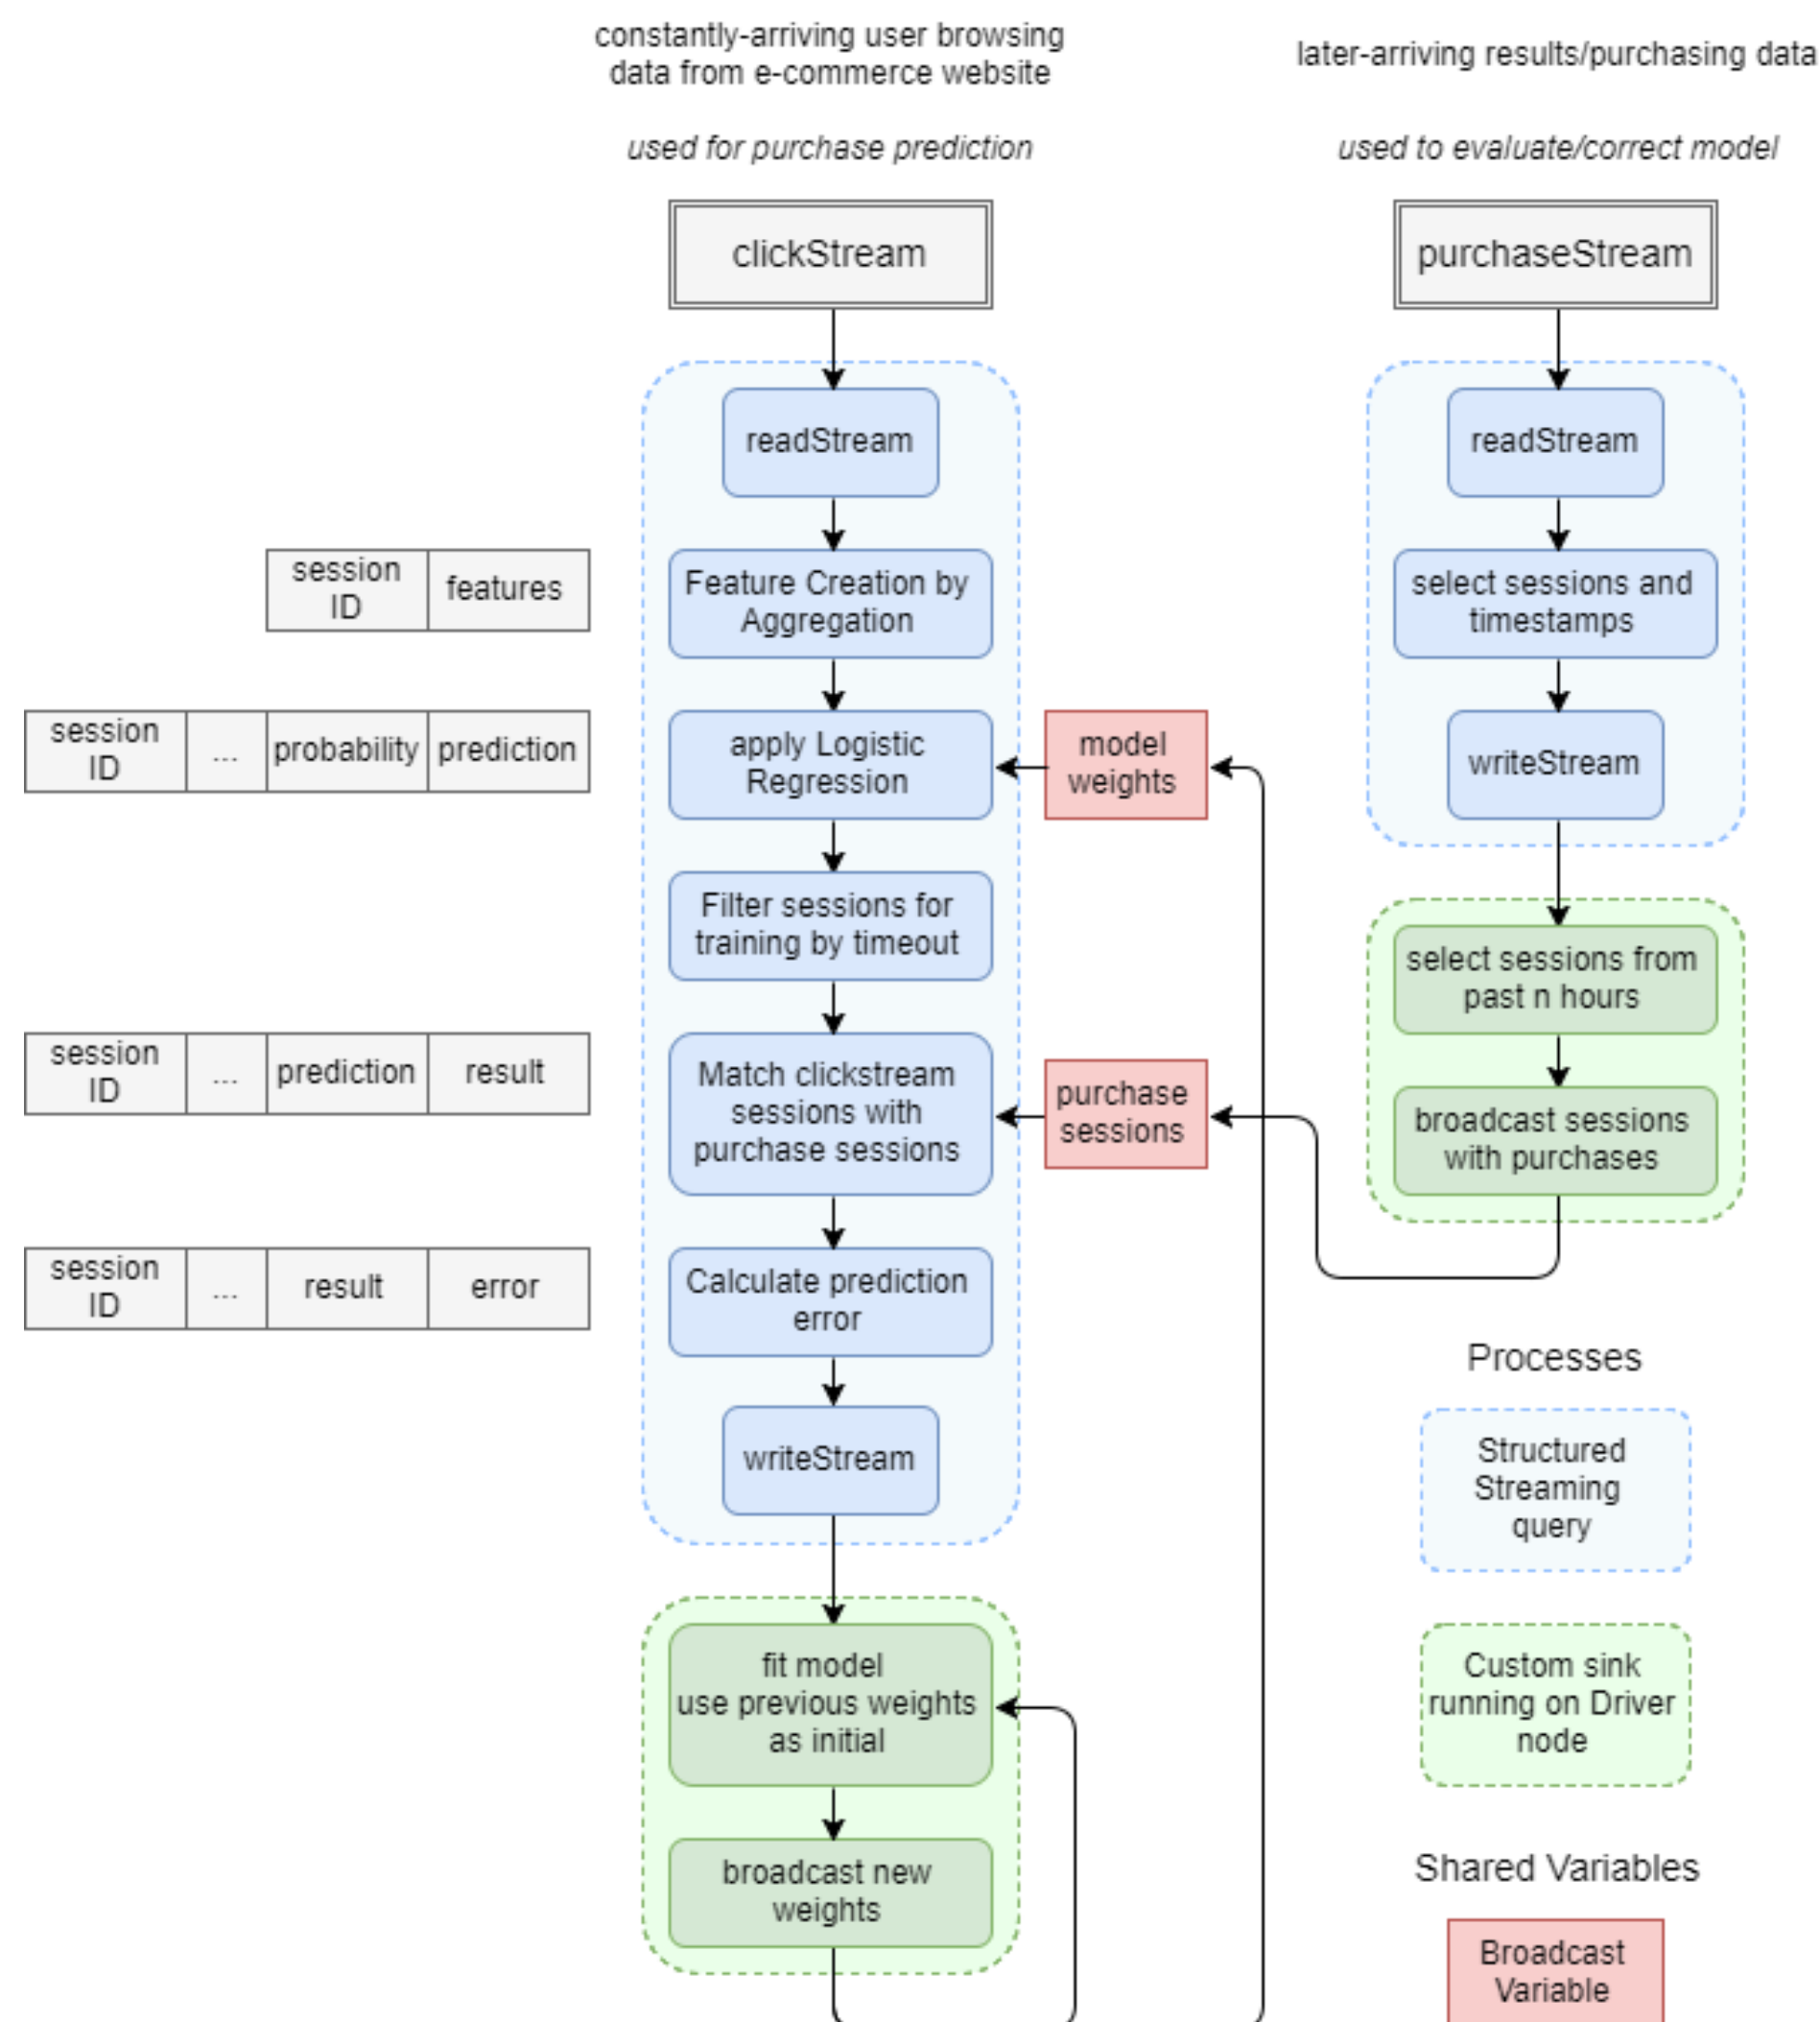 constantly-arriving user browsing
data from e-commerce website
used for purchase prediction
later-arriving results/purchasing data
used to evaluate/correct model
clickStream
purchaseStream
readStream
readStream
session
ID
features
Feature Creation by
Aggregation
select sessions and
timestamps
session
ID
...
probability
prediction
apply Logistic
Regression
model
weights
writeStream
Filter sessions for
training by timeout
select sessions from
past n hours
session
ID
...
prediction
result
Match clickstream
sessions with
purchase sessions
purchase
sessions
broadcast sessions
with purchases
session
ID
...
result
error
Calculate prediction
error
writeStream
Processes
Structured
Streaming
query
fit model
use previous weights
as initial
Custom sink
running on Driver
node
broadcast new
weights
Shared Variables
Broadcast
Variable